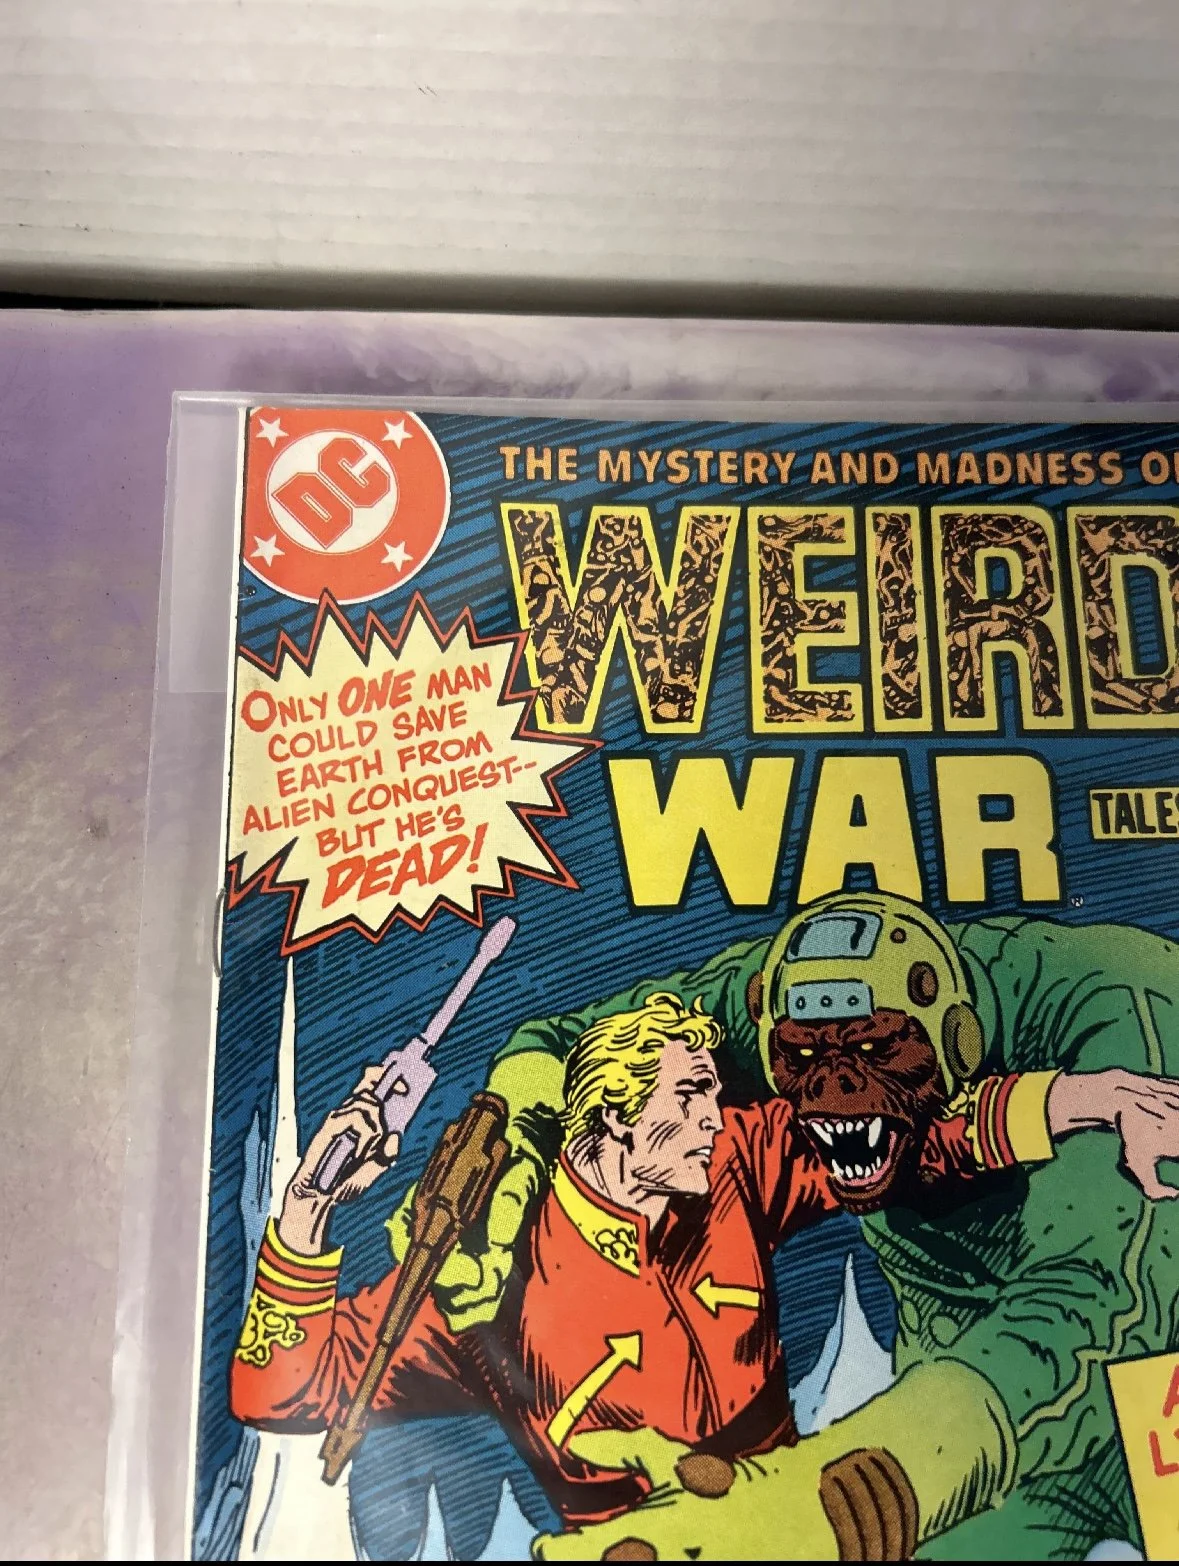 DC
THE MYSTERY AND MADNESS
WEIRD
WAR
TALES
ONLY ONE MAN
COULD SAVE
EARTH FROM
ALIEN CONQUEST--
BUT HE'S
DEAD!